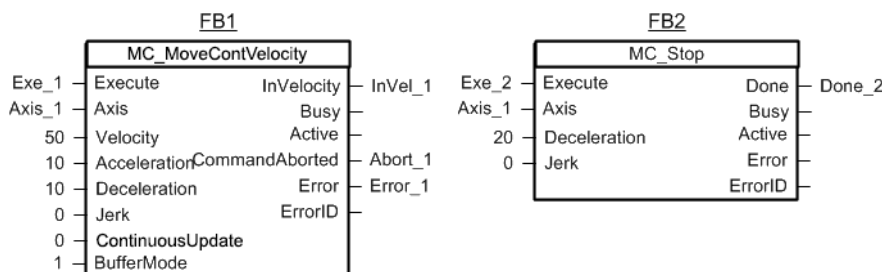 FB1
MC_MoveContVelocity
Exe_1 Execute InVelocity InVel_1
Axis_1 Axis Busy
50 Velocity Active
10 Acceleration CommandAborted Abort_1
10 Deceleration Error Error_1
0 Jerk ErrorID
0 ContinuousUpdate
1 BufferMode
FB2
MC_Stop
Exe_2 Execute Done Done_2
Axis_1 Axis Busy
20 Deceleration Active
0 Jerk Error
ErrorID